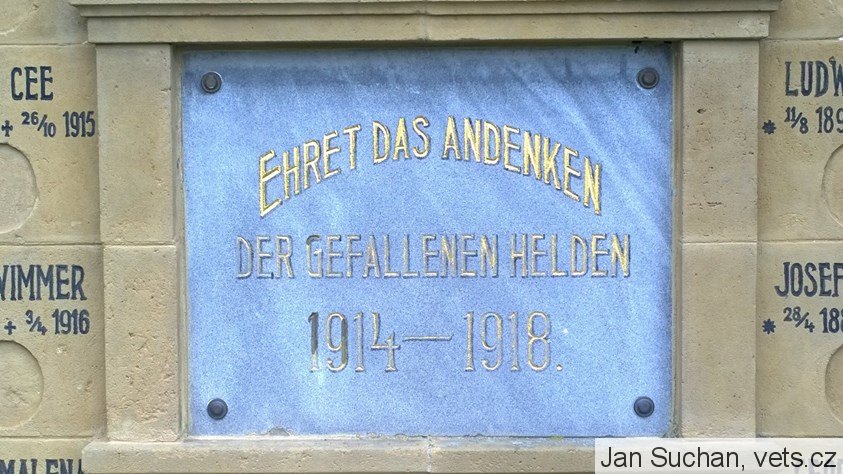 CEE
+ 26/10 1915
WIMMER
+ 3/4 1916
EHRET DAS ANDENKEN
DER GEFALLENEN HELDEN
1914—1918.
LUDW
* 11/8 189
JOSEF
* 28/4 188
Jan Suchan, vets.cz